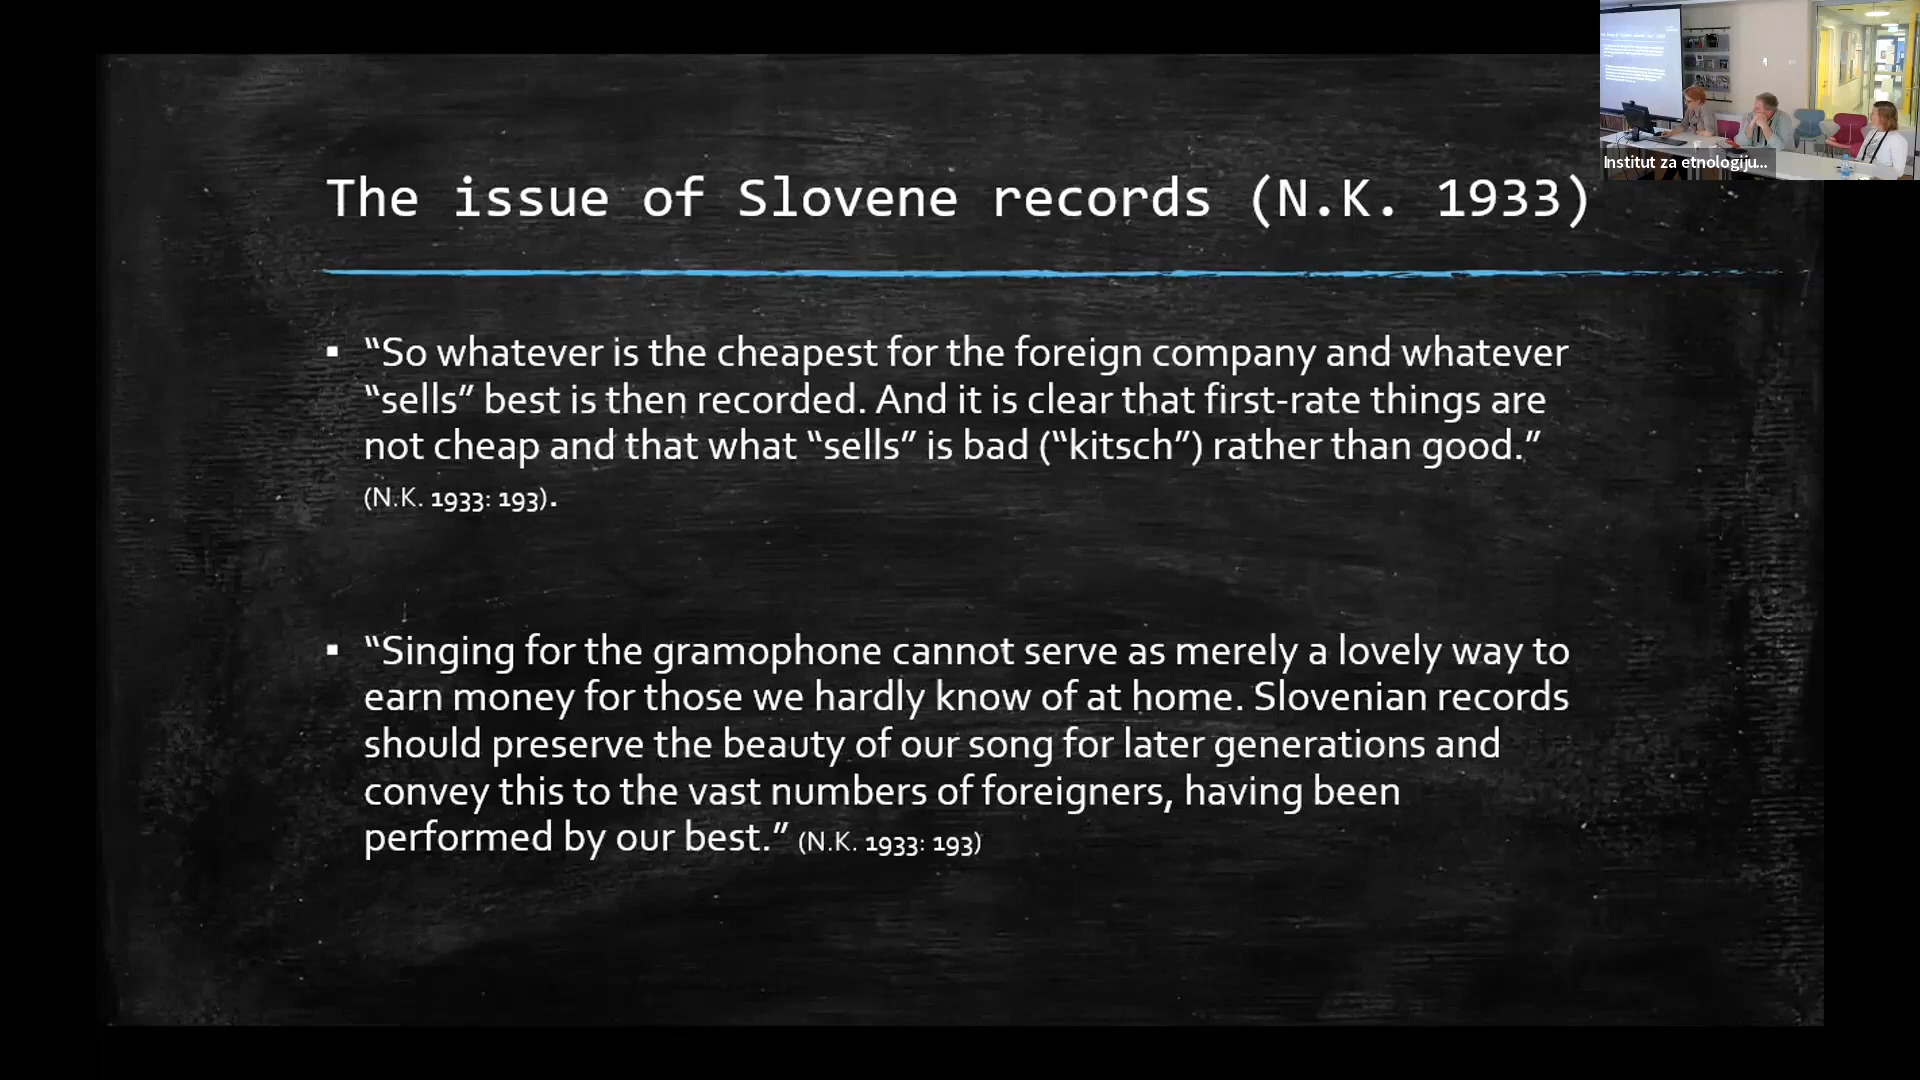 The issue of Slovene records (N.K. 1933)
▪ “So whatever is the cheapest for the foreign company and whatever
“sells” best is then recorded. And it is clear that first-rate things are
not cheap and that what “sells” is bad (“kitsch”) rather than good.”
(N.K. 1933: 193).
▪ “Singing for the gramophone cannot serve as merely a lovely way to
earn money for those we hardly know of at home. Slovenian records
should preserve the beauty of our song for later generations and
convey this to the vast numbers of foreigners, having been
performed by our best.” (N.K. 1933: 193)
Institut za etnologiju...